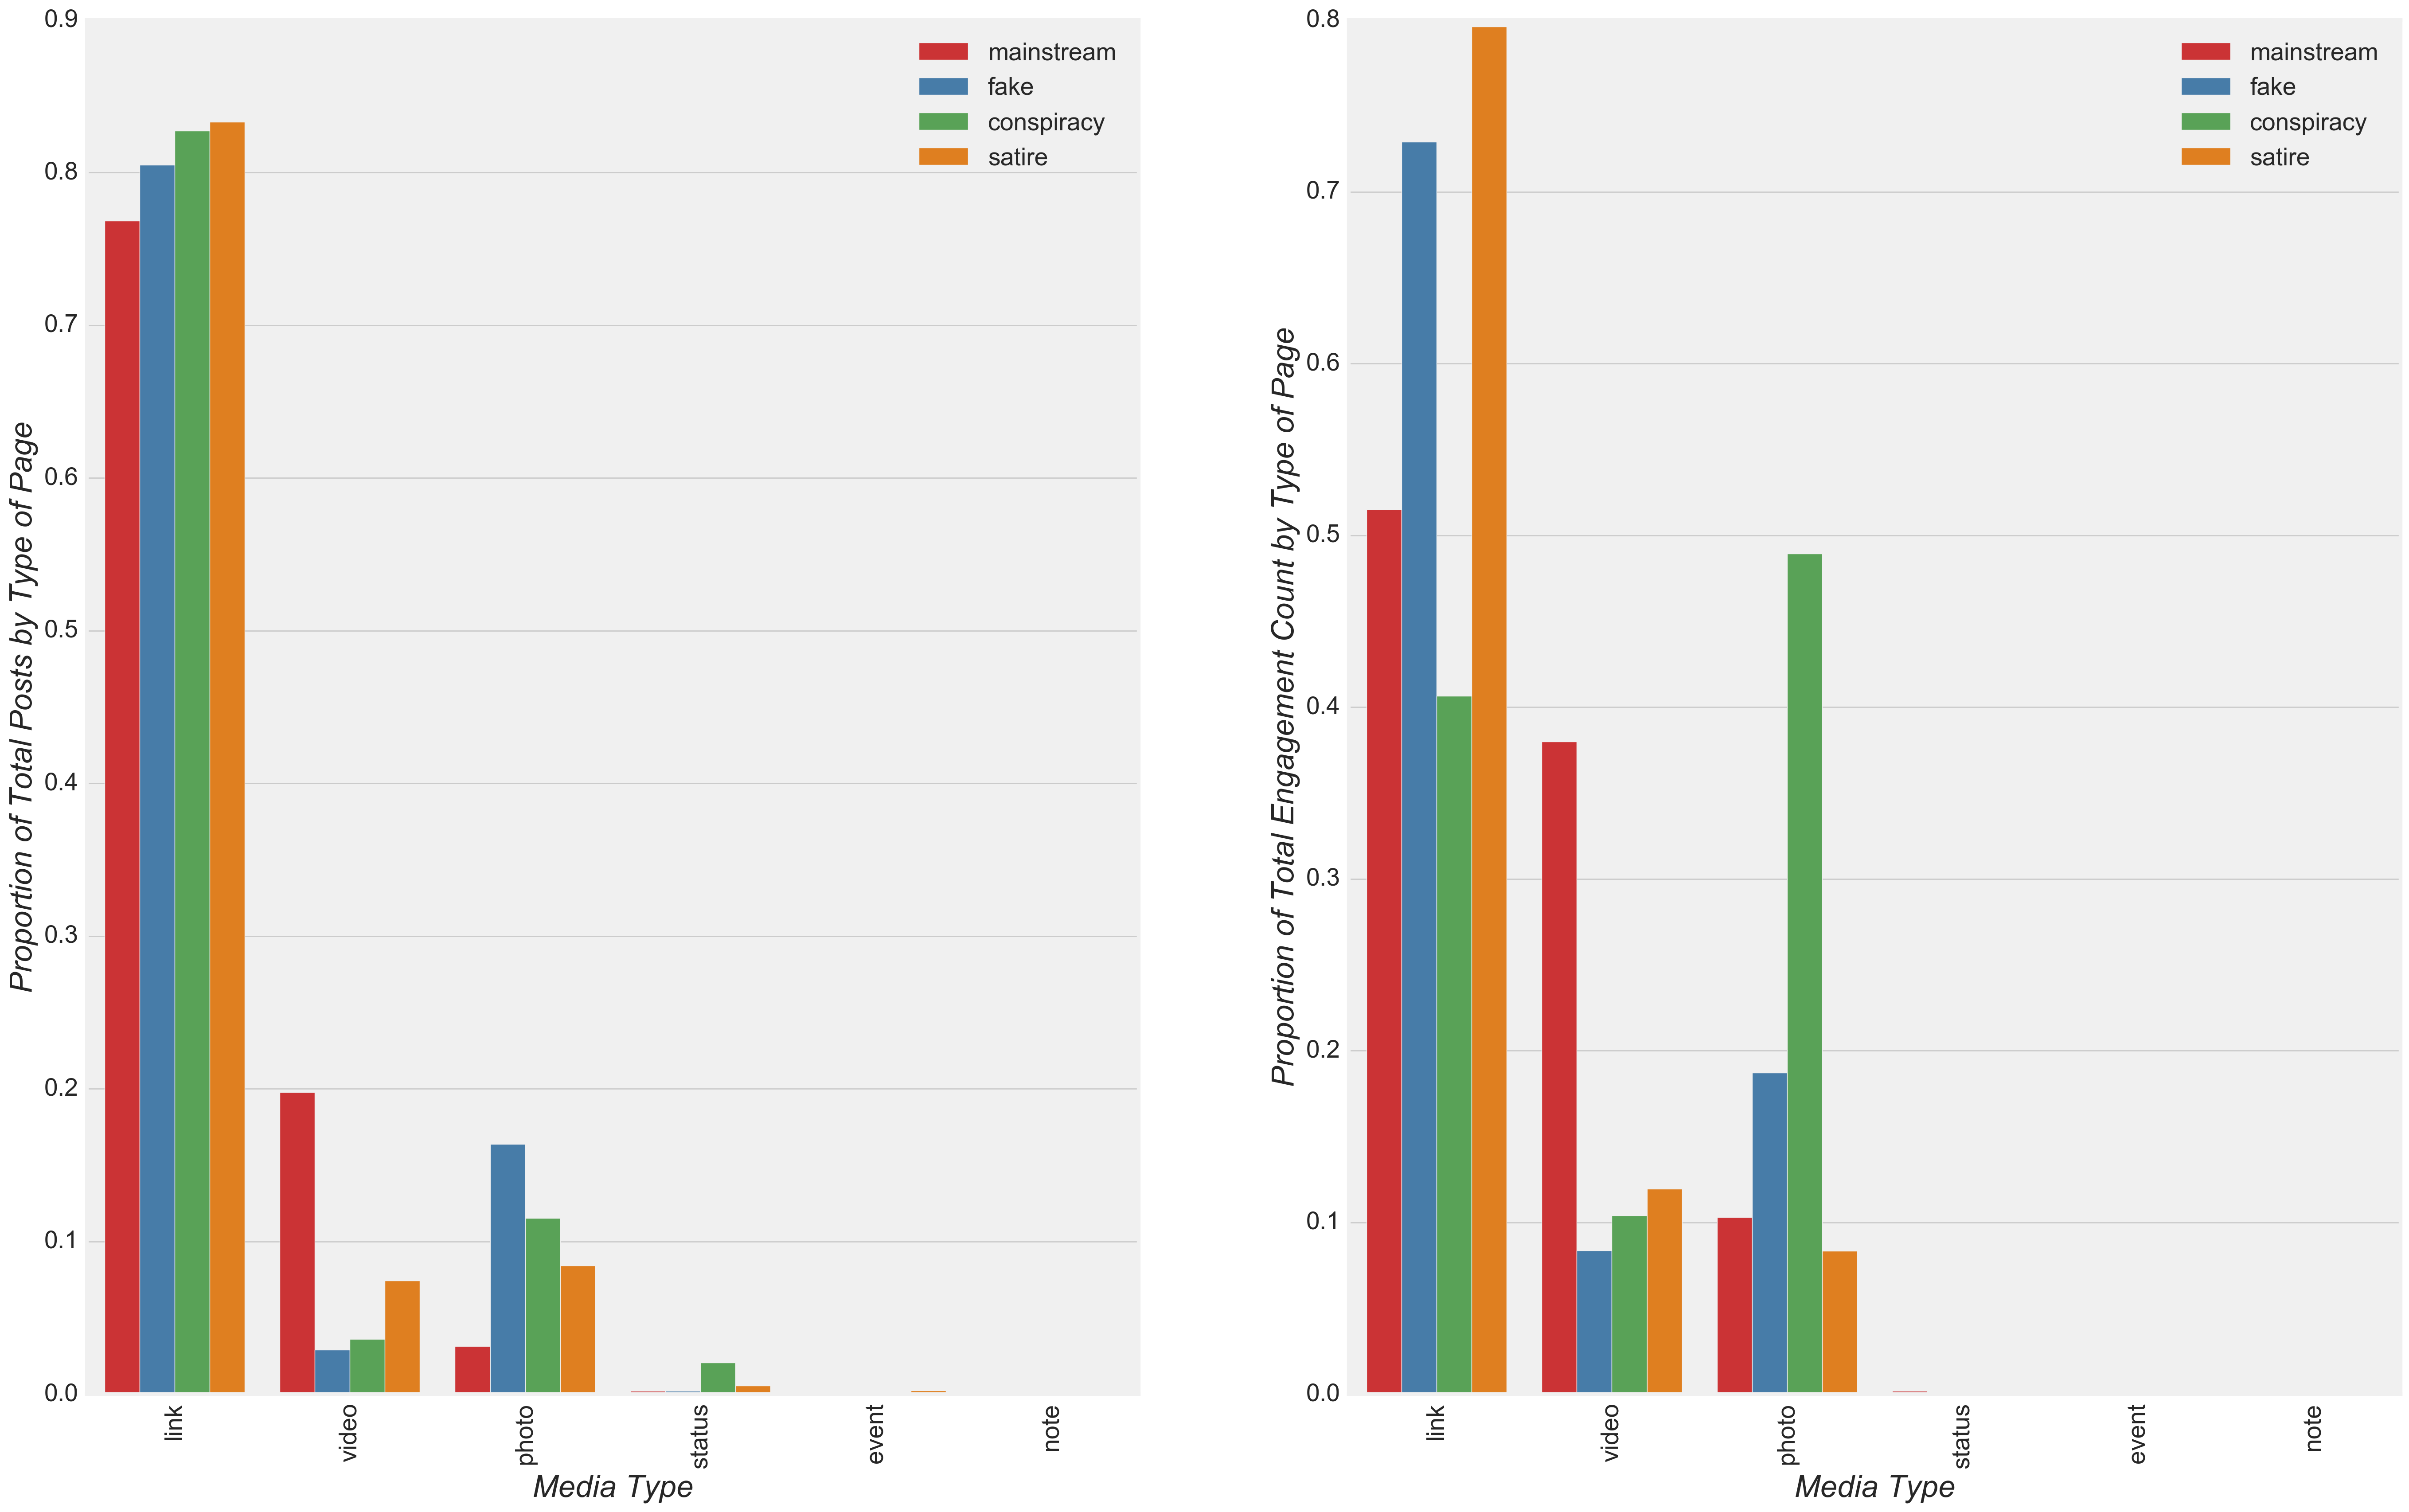 Proportion of Total Posts by Type of Page
0.9
0.8
0.7
0.6
0.5
0.4
0.3
0.2
0.1
0.0
mainstream
fake
conspiracy
satire
link
video
photo
status
event
note
Media Type
Proportion of Total Engagement Count by Type of Page
0.8
0.7
0.6
0.5
0.4
0.3
0.2
0.1
0.0
mainstream
fake
conspiracy
satire
link
video
photo
status
event
note
Media Type